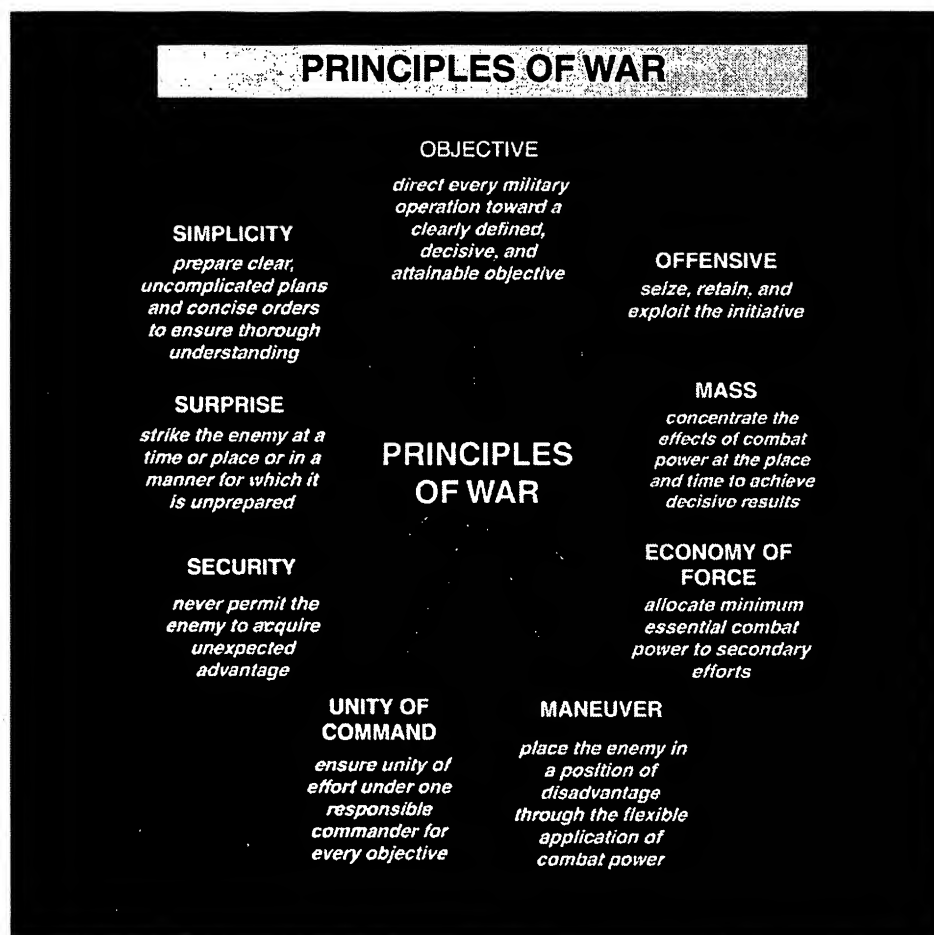 PRINCIPLES OF WAR
OBJECTIVE
direct every military
operation toward a
clearly defined,
decisive, and
attainable objective
OFFENSIVE
seize, retain, and
exploit the initiative
MASS
concentrate the
effects of combat
power at the place
and time to achieve
decisive results
ECONOMY OF
FORCE
allocate minimum
essential combat
power to secondary
efforts
MANEUVER
place the enemy in
a position of
disadvantage
through the flexible
application of
combat power
UNITY OF
COMMAND
ensure unity of
effort under one
responsible
commander for
every objective
SECURITY
never permit the
enemy to acquire
unexpected
advantage
SURPRISE
strike the enemy at a
time or place or in a
manner for which it
is unprepared
SIMPLICITY
prepare clear,
uncomplicated plans
and concise orders
to ensure thorough
understanding
PRINCIPLES
OF WAR